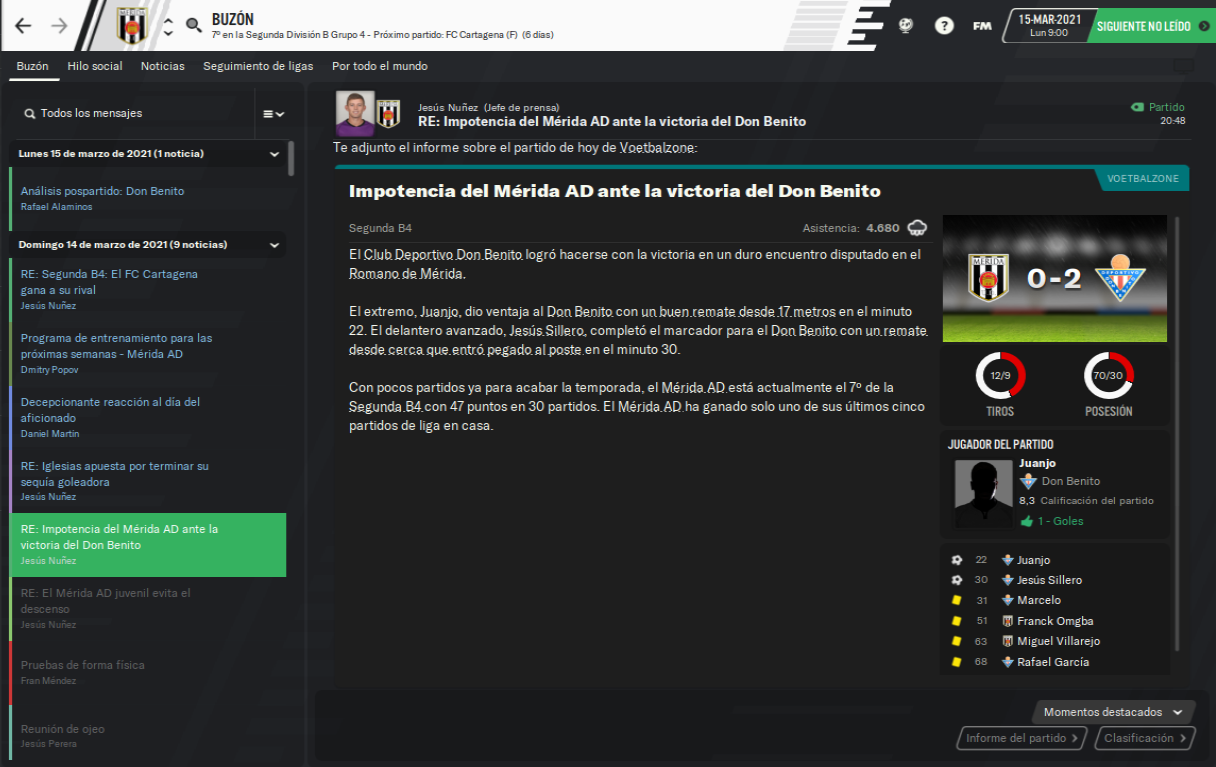 BUZÓN
7º en la Segunda División B Grupo 4 - Próximo partido: FC Cartagena (F) (6 días)
FM
15-MAR-2021
Lun 9:00
SIGUIENTE NO LEÍDO
Buzón
Hilo social
Noticias
Seguimiento de ligas
Por todo el mundo
Todos los mensajes
Lunes 15 de marzo de 2021 (1 noticia)
Análisis pospartido: Don Benito
Rafael Alaminos
Domingo 14 de marzo de 2021 (9 noticias)
RE: Segunda B4: El FC Cartagena
gana a su rival
Jesús Nuñez
Programa de entrenamiento para las
próximas semanas - Mérida AD
Dmitry Popov
Decepcionante reacción al día del
aficionado
Daniel Martín
RE: Iglesias apuesta por terminar su
sequía goleadora
Jesús Nuñez
RE: Impotencia del Mérida AD ante la
victoria del Don Benito
Jesús Nuñez
RE: El Mérida AD juvenil evita el
descenso
Jesús Nuñez
Pruebas de forma física
Fran Méndez
Reunión de ojeo
Jesús Perera
Jesús Nuñez (Jefe de prensa)
RE: Impotencia del Mérida AD ante la victoria del Don Benito
Partido
20:48
Te adjunto el informe sobre el partido de hoy de Voetbalzone:
VOETBALZONE
Impotencia del Mérida AD ante la victoria del Don Benito
Segunda B4
Asistencia: 4.680
El Club Deportivo Don Benito logró hacerse con la victoria en un duro encuentro disputado en el
Romano de Mérida.
El extremo, Juanjo, dio ventaja al Don Benito con un buen remate desde 17 metros en el minuto
22. El delantero avanzado, Jesús Sillero, completó el marcador para el Don Benito con un remate
desde cerca que entró pegado al poste en el minuto 30.
Con pocos partidos ya para acabar la temporada, el Mérida AD está actualmente el 7º de la
Segunda B4 con 47 puntos en 30 partidos. El Mérida AD ha ganado solo uno de sus últimos cinco
partidos de liga en casa.
MÉRIDA
0-2
DEPORTIVO
12/9
TIROS
70/30
POSESIÓN
JUGADOR DEL PARTIDO
Juanjo
Don Benito
8,3 Calificación del partido
1 - Goles
22 Juanjo
30 Jesús Sillero
31 Marcelo
51 Franck Omgba
63 Miguel Villarejo
68 Rafael García
Momentos destacados
Informe del partido
Clasificación